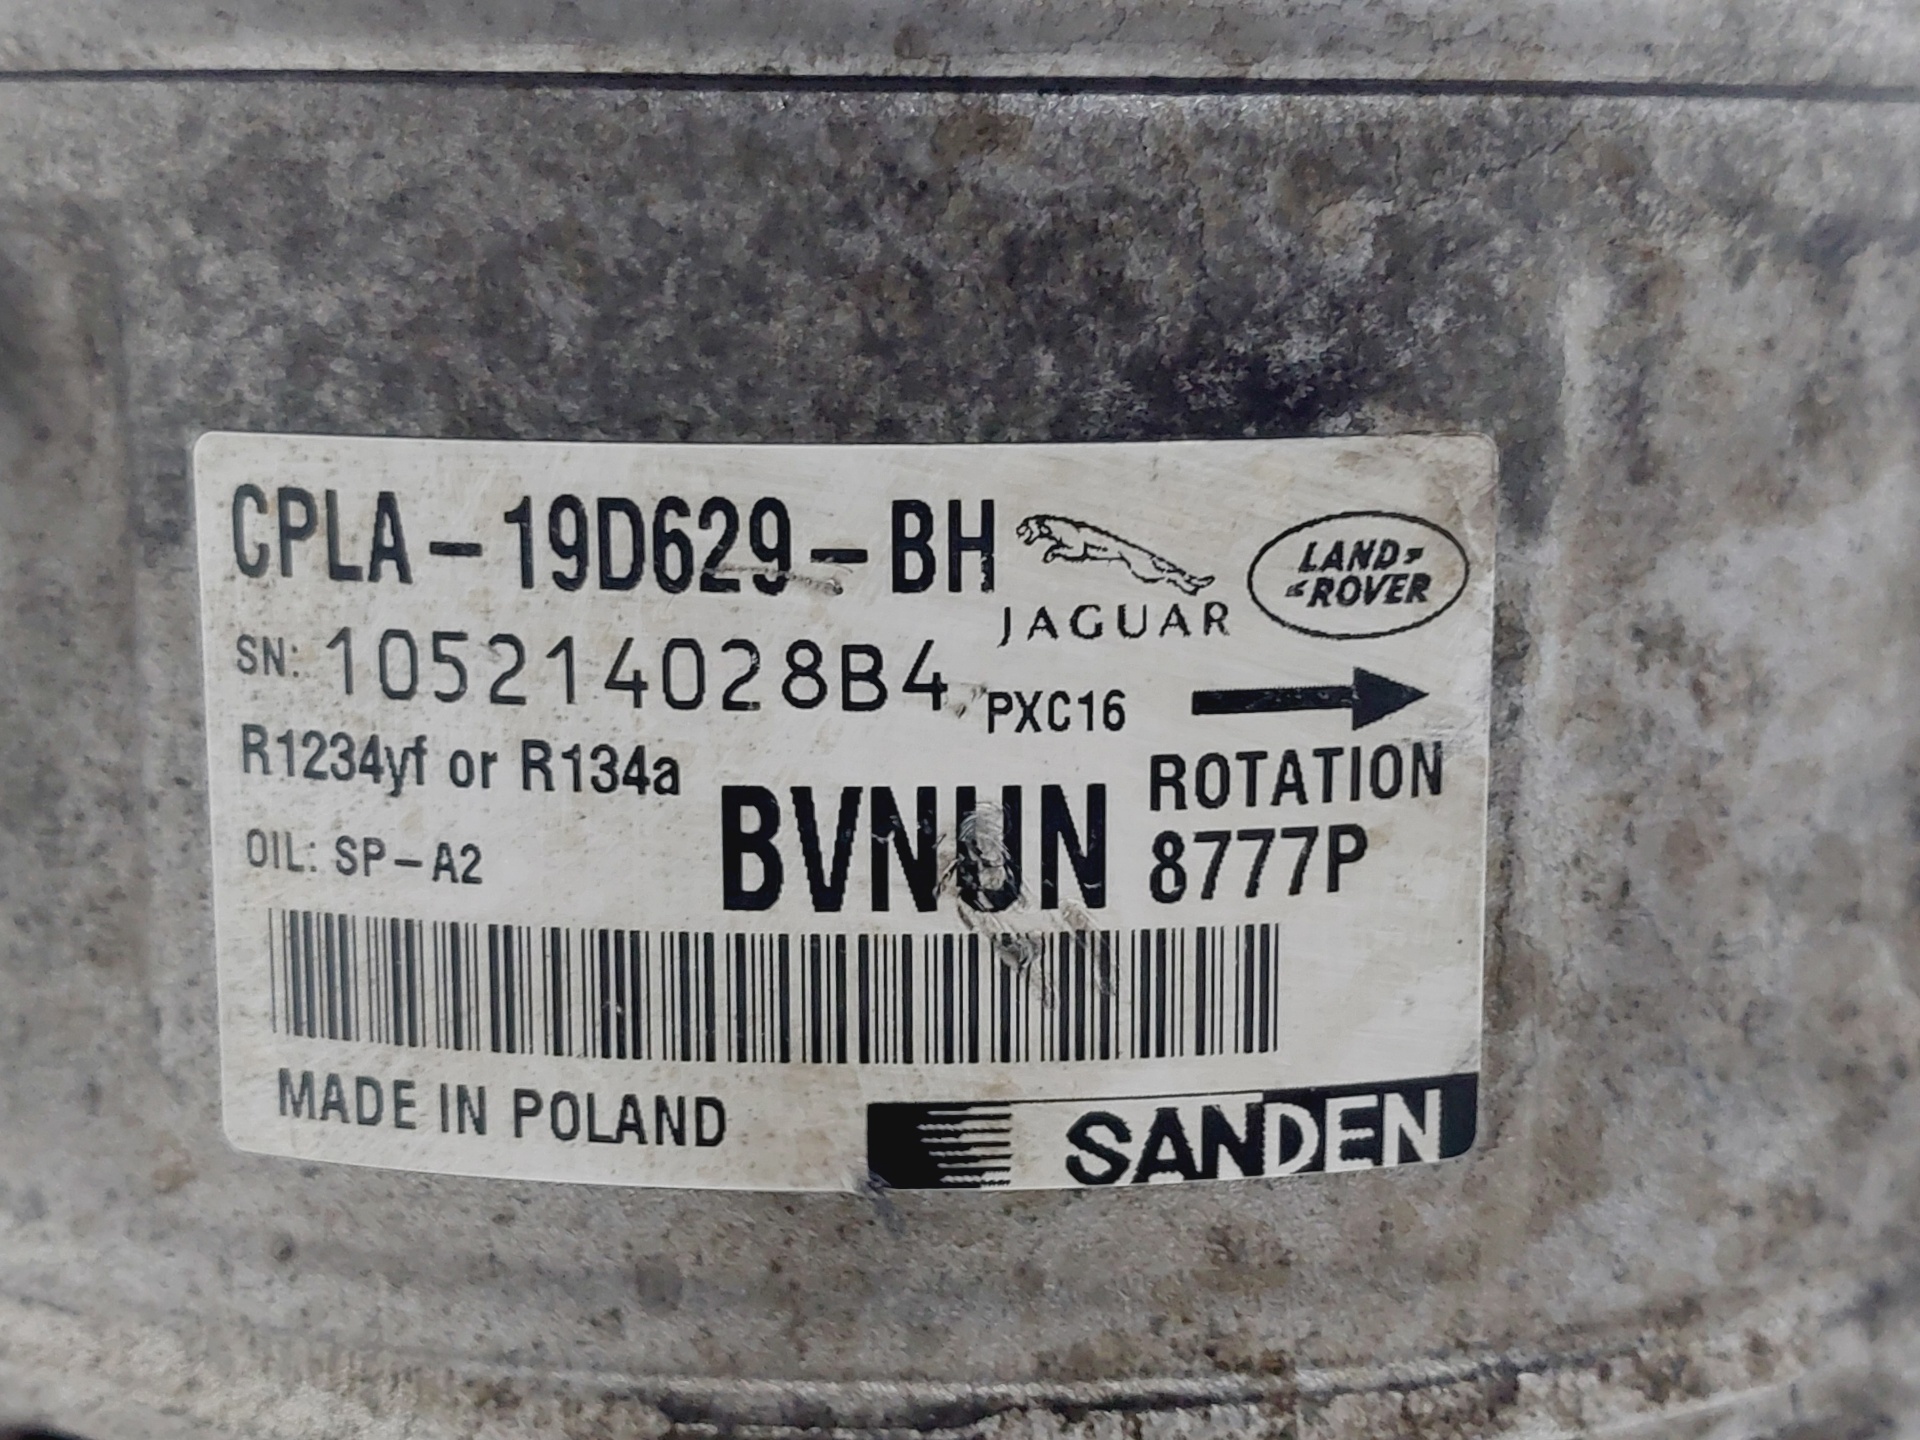 CPLA-19D629-BH
JAGUAR
LAND ROVER
SN: 105214028B4
PXC16
R1234yf or R134a
ROTATION
OIL: SP-A2
BVNUN
8777P
MADE IN POLAND
SANDEN